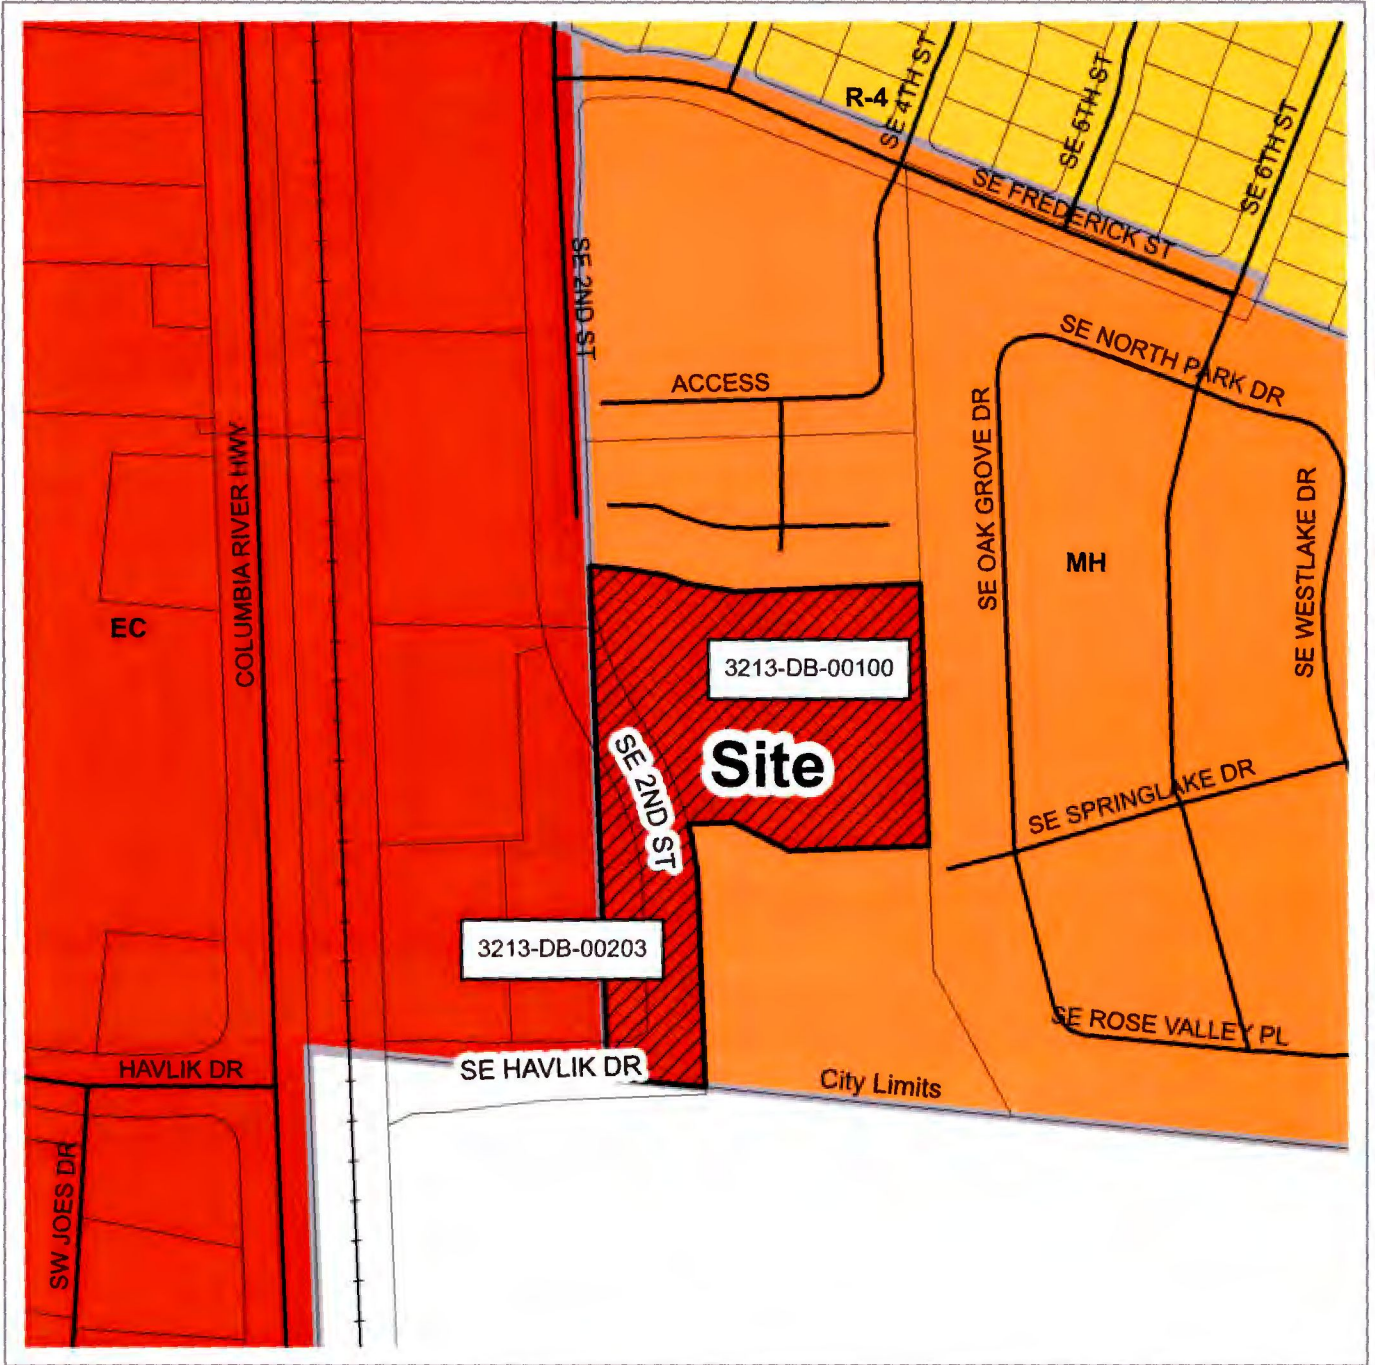 R-4
SE 4TH ST
SE 5TH ST
SE 6TH ST
SE FREDERICK ST
SE 2ND ST
SE NORTH PARK DR
ACCESS
SE OAK GROVE DR
COLUMBIA RIVER HWY
SE WESTLAKE DR
MH
EC
3213-DB-00100
Site
SE 2ND ST
SE SPRINGLAKE DR
3213-DB-00203
SE ROSE VALLEY PL
HAVLIK DR
SE HAVLIK DR
City Limits
SW JOES DR